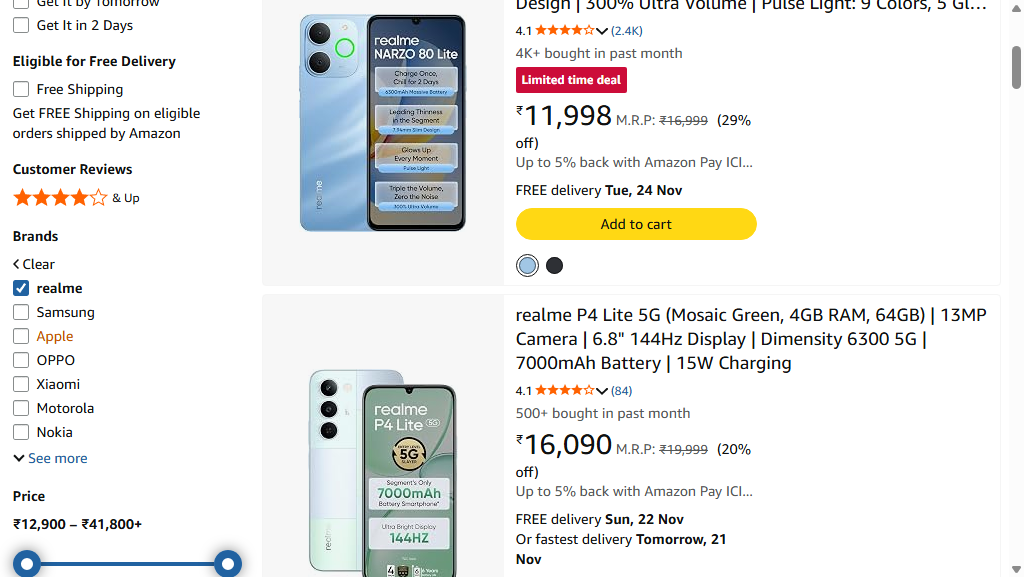 Get It by Tomorrow
Get It in 2 Days
Eligible for Free Delivery
Free Shipping
Get FREE Shipping on eligible
orders shipped by Amazon
Customer Reviews
& Up
Brands
Clear
realme
Samsung
Apple
OPPO
Xiaomi
Motorola
Nokia
See more
Price
₹12,900 – ₹41,800+
realme
NARZO 80 Lite
Charge Once,
Chill for 2 Days
6300mAh Massive Battery
Leading Thinness
in the Segment
7.94mm Slim Design
Glows Up
Every Moment
Pulse Light
Triple the Volume,
Zero the Noise
300% Ultra Volume
realme
Design | 300% Ultra Volume | Pulse Light: 9 Colors, 5 Gl…
4.1 (2.4K)
4K+ bought in past month
Limited time deal
₹11,998 M.R.P: ₹16,999 (29%
off)
Up to 5% back with Amazon Pay ICI…
FREE delivery Tue, 24 Nov
Add to cart
realme
P4 Lite 5G
ENTRY LEVEL
5G
SLAYER
Segment's Only
7000mAh
Battery Smartphone*
Ultra Bright Display
144HZ
realme
realme P4 Lite 5G (Mosaic Green, 4GB RAM, 64GB) | 13MP
Camera | 6.8" 144Hz Display | Dimensity 6300 5G |
7000mAh Battery | 15W Charging
4.1 (84)
500+ bought in past month
₹16,090 M.R.P: ₹19,999 (20%
off)
Up to 5% back with Amazon Pay ICI…
FREE delivery Sun, 22 Nov
Or fastest delivery Tomorrow, 21
Nov